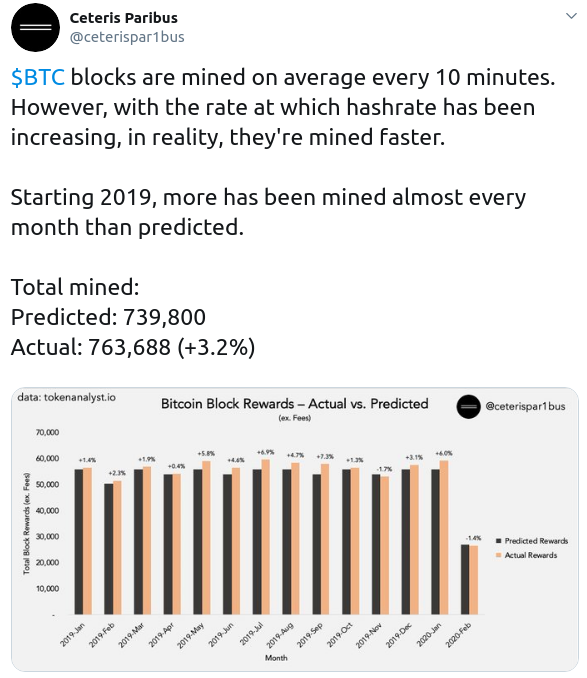 Ceteris Paribus
@ceterispar1bus
$BTC blocks are mined on average every 10 minutes.
However, with the rate at which hashrate has been
increasing, in reality, they're mined faster.
Starting 2019, more has been mined almost every
month than predicted.
Total mined:
Predicted: 739,800
Actual: 763,688 (+3.2%)
data: tokenanalyst.io
Bitcoin Block Rewards – Actual vs. Predicted
(ex. Fees)
@ceterispar1bus
Total Block Rewards (ex. Fees)
70,000
60,000
50,000
40,000
30,000
20,000
10,000
-
+1.4%
+2.3%
+1.9%
+0.4%
+5.8%
+4.6%
+6.9%
+4.7%
+7.3%
+1.3%
-1.7%
+3.1%
+6.0%
-1.4%
Predicted Rewards
Actual Rewards
2019-Jan
2019-Feb
2019-Mar
2019-Apr
2019-May
2019-Jun
2019-Jul
2019-Aug
2019-Sep
2019-Oct
2019-Nov
2019-Dec
2020-Jan
2020-Feb
Month